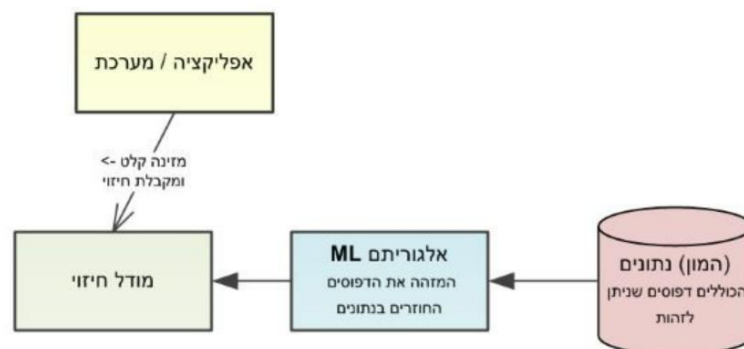 אפליקציה / מערכת
מזינה קלט ->
ומקבלת חיזוי
(המון) נתונים
הכוללים דפוסים שניתן
לזהות
אלגוריתם ML
המזהה את הדפוסים
החוזרים בנתונים
מודל חיזוי